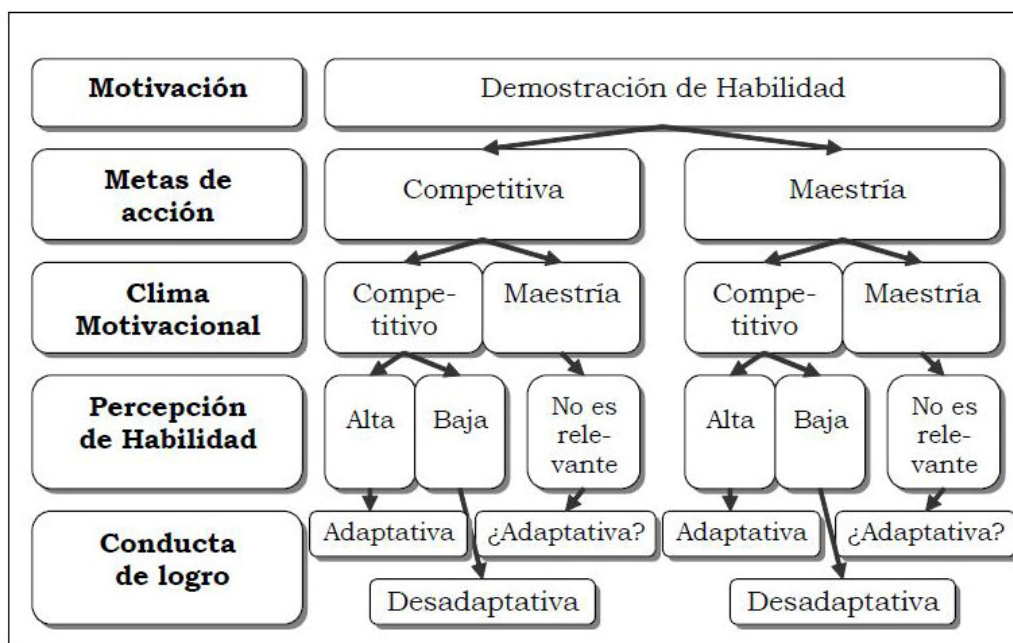 Motivación
Demostración de Habilidad
Metas de
acción
Competitiva
Maestría
Clima
Motivacional
Compe-
titivo
Maestría
Compe-
titivo
Maestría
Percepción
de Habilidad
Alta
Baja
No es
rele-
vante
Alta
Baja
No es
rele-
vante
Conducta
de logro
Adaptativa
¿Adaptativa?
Adaptativa
¿Adaptativa?
Desadaptativa
Desadaptativa